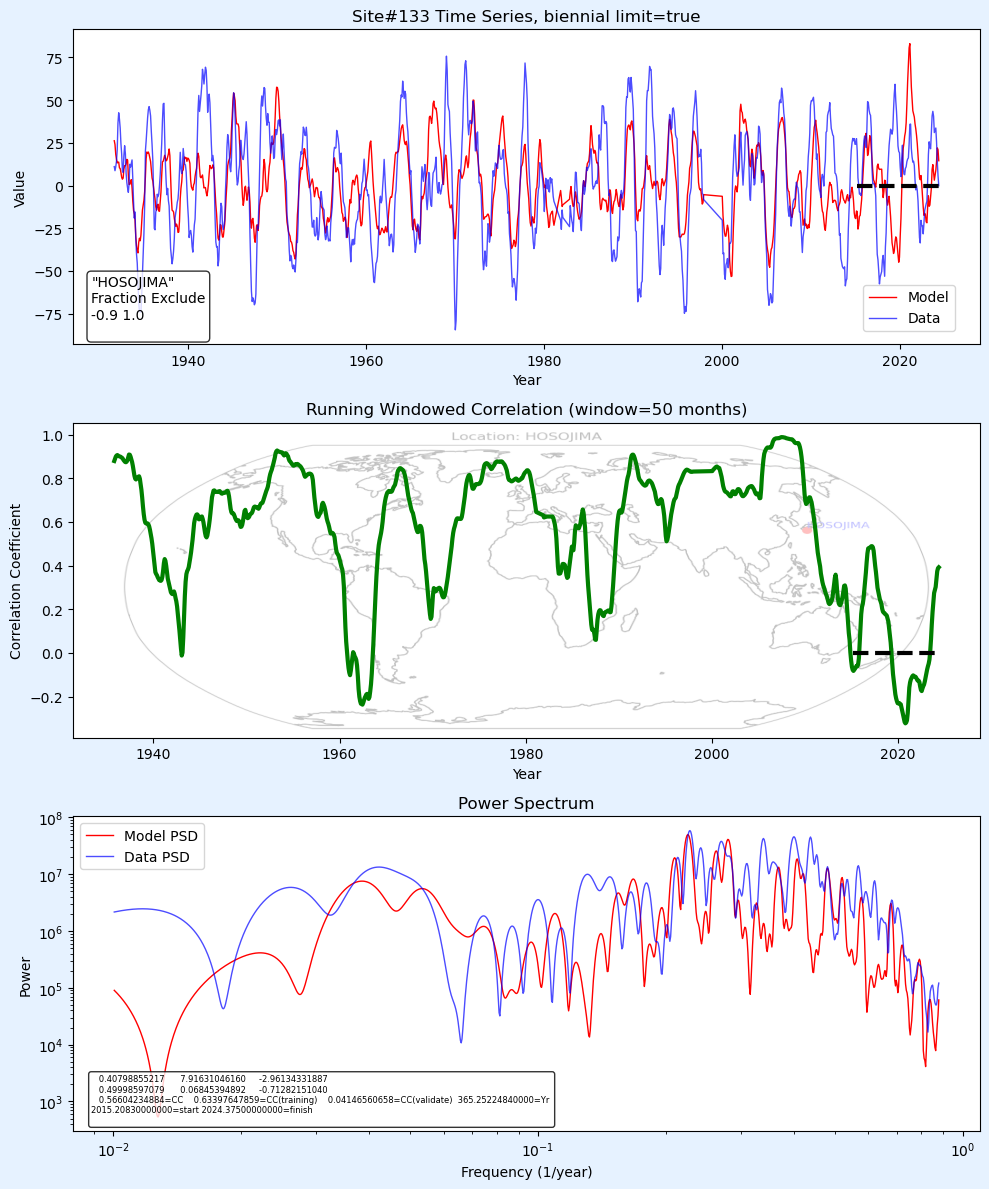 Site#133 Time Series, biennial limit=true
75
50
25
0
−25
−50
−75
Value
"HOSOJIMA"
Fraction Exclude
-0.9 1.0
Model
Data
1940
1960
1980
2000
2020
Year
Running Windowed Correlation (window=50 months)
Location: HOSOJIMA
HOSOJIMA
1.0
0.8
0.6
0.4
0.2
0.0
−0.2
Correlation Coefficient
1940
1960
1980
2000
2020
Year
Power Spectrum
Model PSD
Data PSD
10^8
10^7
10^6
10^5
10^4
10^3
Power
0.40798855217 7.91631046160 -2.96134331887
0.49998597079 0.06845394892 -0.71282151040
0.56604234884=CC 0.63397647859=CC(training) 0.04146560658=CC(validate) 365.25224840000=Yr
2015.20830000000=start 2024.37500000000=finish
10^−2
10^−1
10^0
Frequency (1/year)